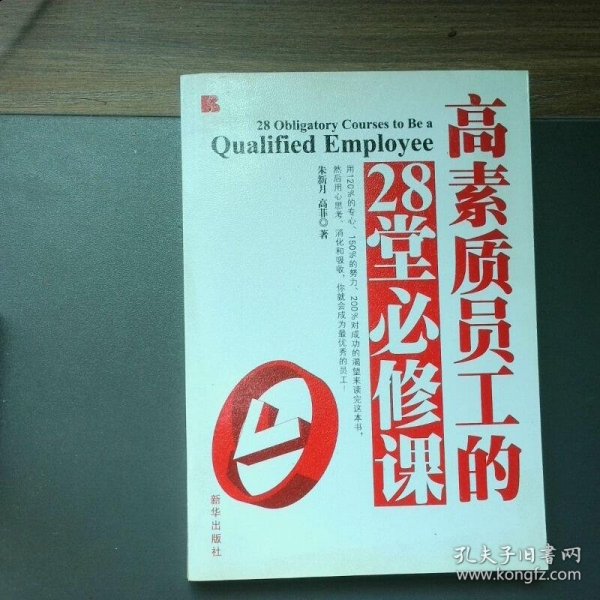 28 Obligatory Courses to Be a
Qualified Employee
高素质员工的
28堂必修课
用120%的专心、150%的努力、200%对成功的渴望来读完这本书，
然后用心思考、消化和吸收，你就会成为最优秀的员工！
朱新月 高菲◎著
新华出版社
孔夫子旧书网
www.kongfz.com